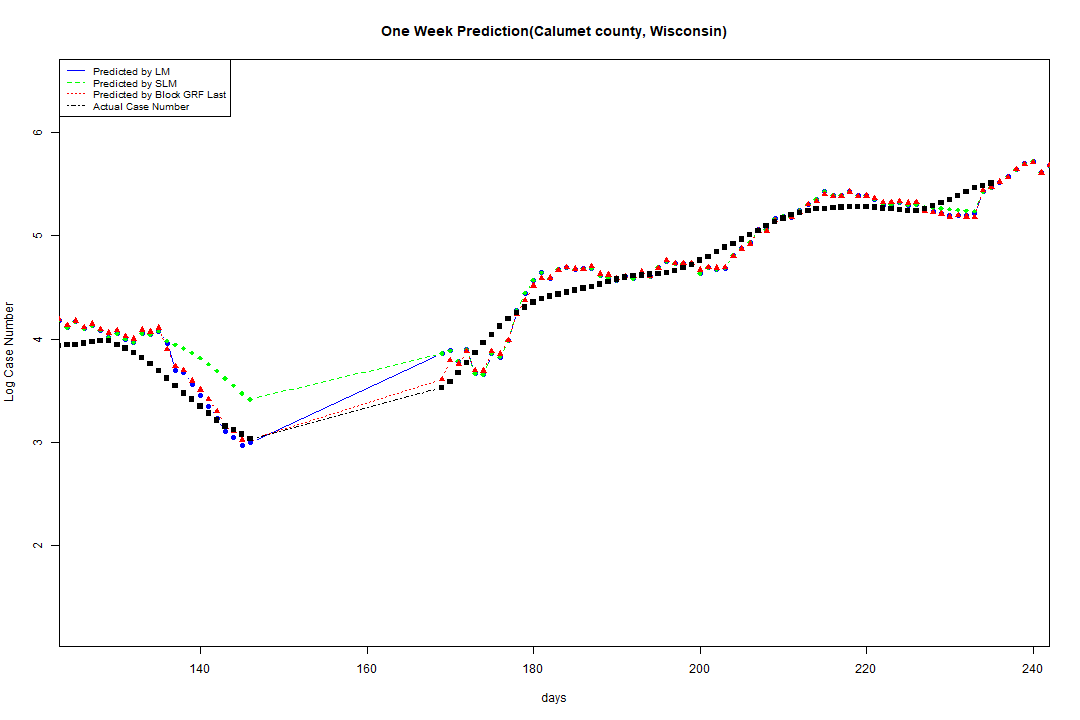 One Week Prediction(Calumet county, Wisconsin)
Predicted by LM
Predicted by SLM
Predicted by Block GRF Last
Actual Case Number
6
5
4
3
2
Log Case Number
140 160 180 200 220 240
days